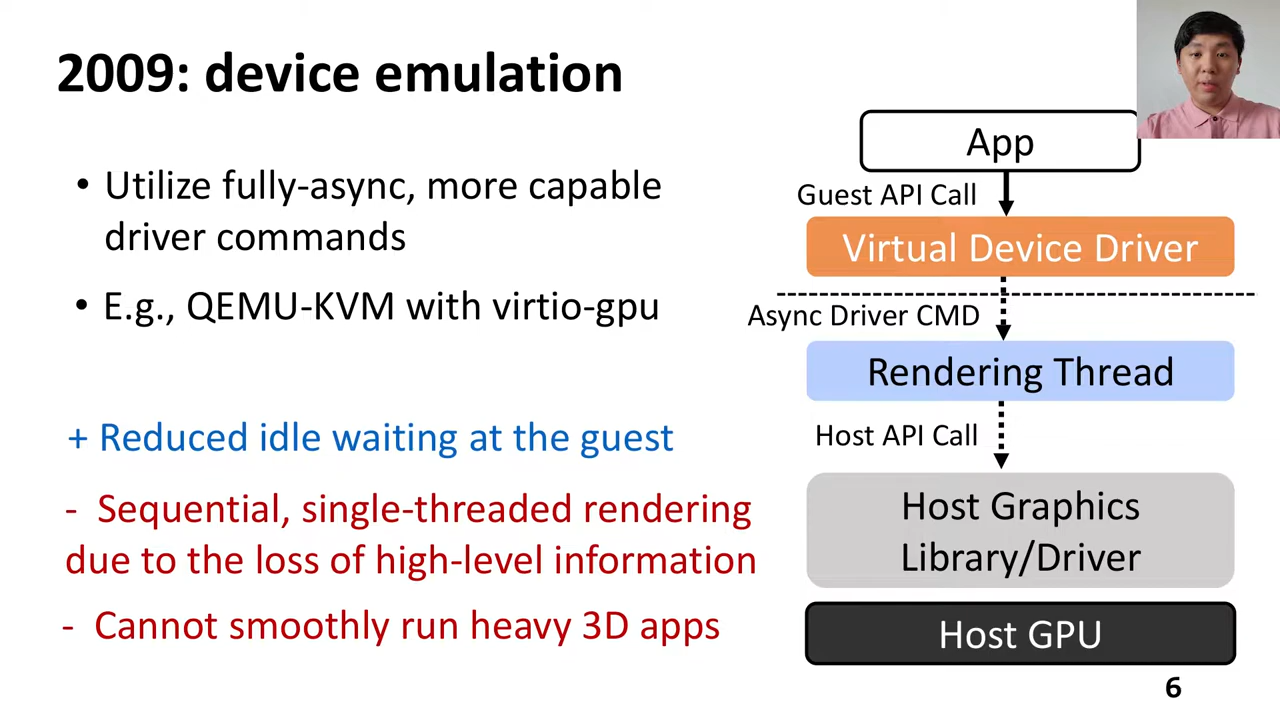 2009: device emulation
• Utilize fully-async, more capable
driver commands
• E.g., QEMU-KVM with virtio-gpu
+ Reduced idle waiting at the guest
- Sequential, single-threaded rendering
due to the loss of high-level information
- Cannot smoothly run heavy 3D apps
App
Guest API Call
Virtual Device Driver
Async Driver CMD
Rendering Thread
Host API Call
Host Graphics
Library/Driver
Host GPU
6